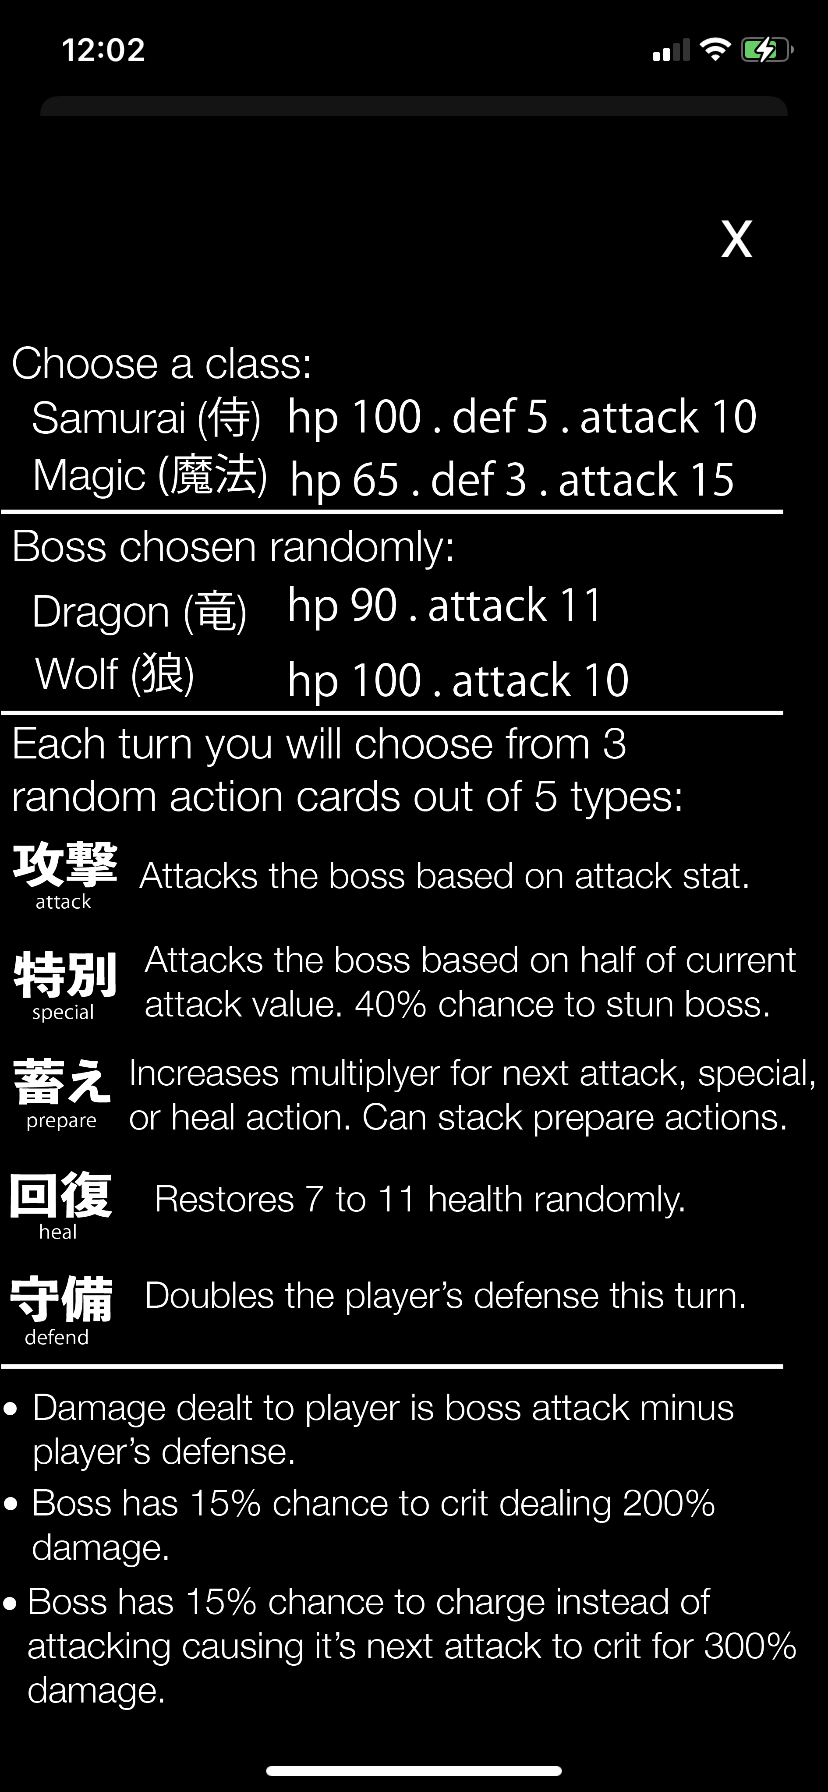 12:02
X
Choose a class:
Samurai (侍) hp 100 . def 5 . attack 10
Magic (魔法) hp 65 . def 3 . attack 15
Boss chosen randomly:
Dragon (竜) hp 90 . attack 11
Wolf (狼) hp 100 . attack 10
Each turn you will choose from 3
random action cards out of 5 types:
攻撃
attack
Attacks the boss based on attack stat.
特別
special
Attacks the boss based on half of current
attack value. 40% chance to stun boss.
蓄え
prepare
Increases multiplyer for next attack, special,
or heal action. Can stack prepare actions.
回復
heal
Restores 7 to 11 health randomly.
守備
defend
Doubles the player's defense this turn.
• Damage dealt to player is boss attack minus
player's defense.
• Boss has 15% chance to crit dealing 200%
damage.
• Boss has 15% chance to charge instead of
attacking causing it's next attack to crit for 300%
damage.